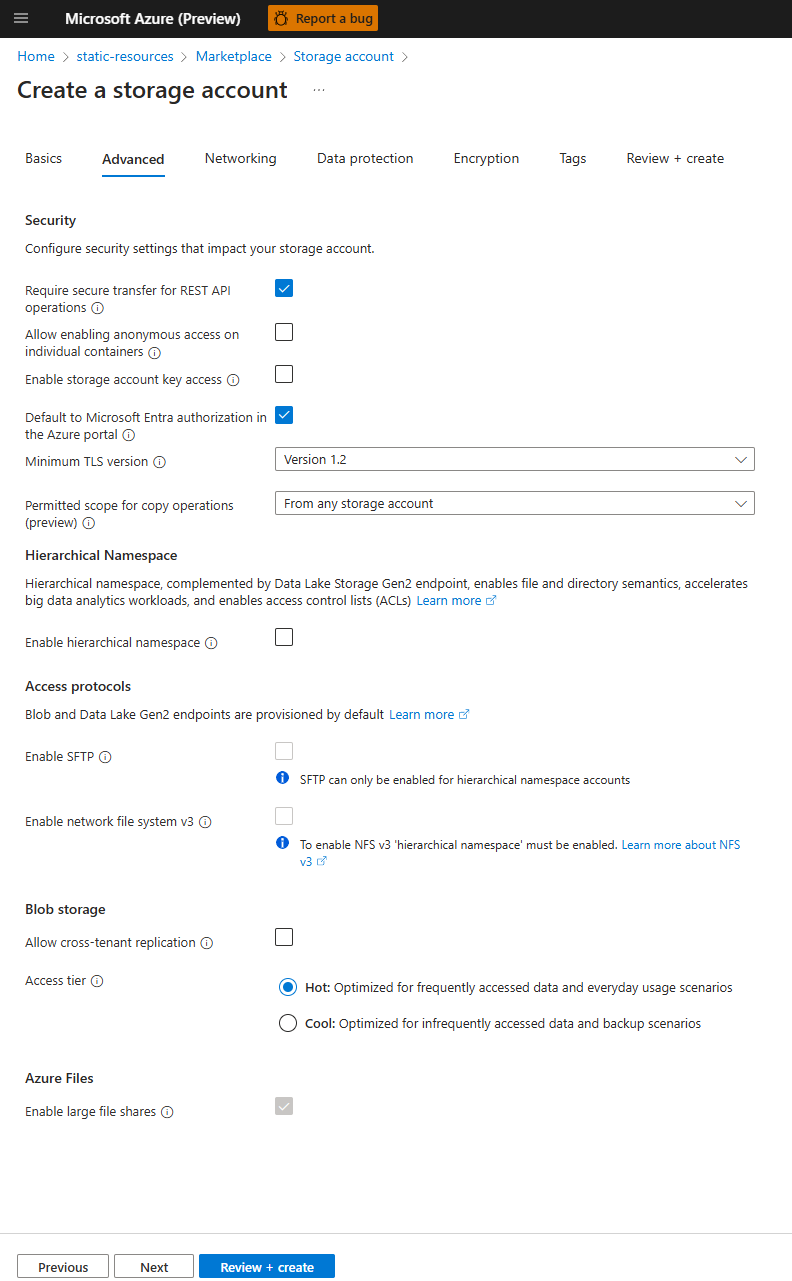 Microsoft Azure (Preview)
Report a bug
Home > static-resources > Marketplace > Storage account >
Create a storage account ...
Basics Advanced Networking Data protection Encryption Tags Review + create
Security
Configure security settings that impact your storage account.
Require secure transfer for REST API
operations
Allow enabling anonymous access on
individual containers
Enable storage account key access
Default to Microsoft Entra authorization in
the Azure portal
Minimum TLS version
Version 1.2
Permitted scope for copy operations
(preview)
From any storage account
Hierarchical Namespace
Hierarchical namespace, complemented by Data Lake Storage Gen2 endpoint, enables file and directory semantics, accelerates
big data analytics workloads, and enables access control lists (ACLs) Learn more
Enable hierarchical namespace
Access protocols
Blob and Data Lake Gen2 endpoints are provisioned by default Learn more
Enable SFTP
SFTP can only be enabled for hierarchical namespace accounts
Enable network file system v3
To enable NFS v3 'hierarchical namespace' must be enabled. Learn more about NFS
v3
Blob storage
Allow cross-tenant replication
Access tier
Hot: Optimized for frequently accessed data and everyday usage scenarios
Cool: Optimized for infrequently accessed data and backup scenarios
Azure Files
Enable large file shares
Previous Next Review + create